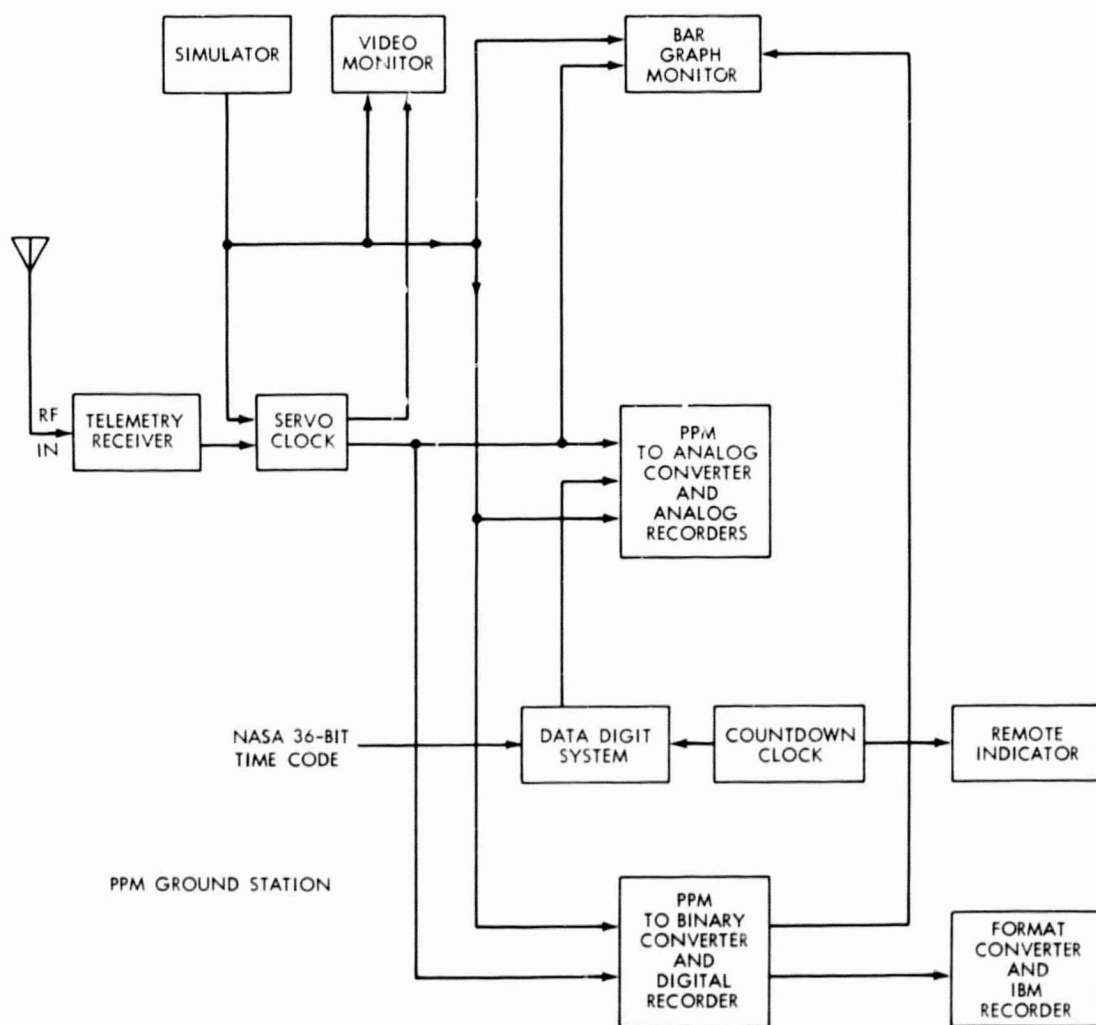 SIMULATOR
VIDEO
MONITOR
BAR
GRAPH
MONITOR
RF
IN
TELEMETRY
RECEIVER
SERVO
CLOCK
PPM
TO ANALOG
CONVERTER
AND
ANALOG
RECORDERS
NASA 36-BIT
TIME CODE
DATA DIGIT
SYSTEM
COUNTDOWN
CLOCK
REMOTE
INDICATOR
PPM GROUND STATION
PPM
TO BINARY
CONVERTER
AND
DIGITAL
RECORDER
FORMAT
CONVERTER
AND
IBM
RECORDER